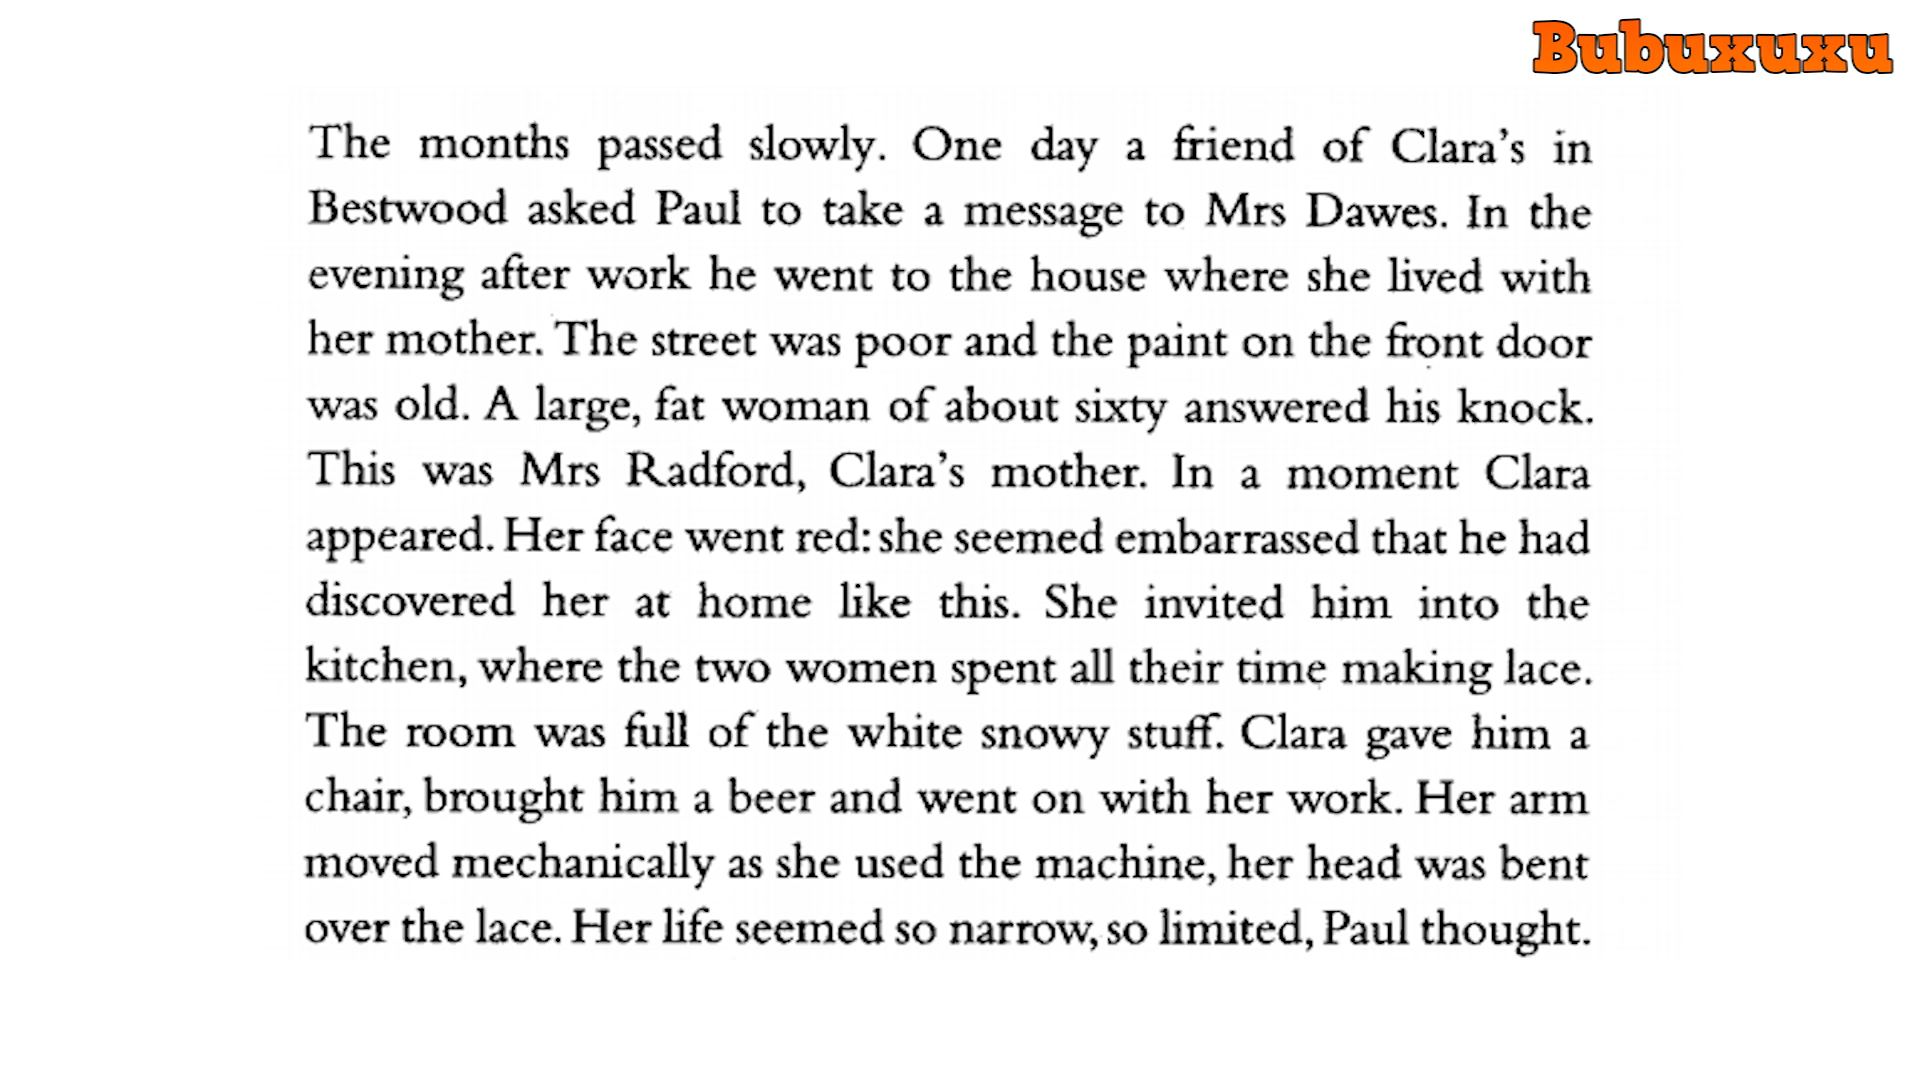 Bubuxuxu
The months passed slowly. One day a friend of Clara's in
Bestwood asked Paul to take a message to Mrs Dawes. In the
evening after work he went to the house where she lived with
her mother. The street was poor and the paint on the front door
was old. A large, fat woman of about sixty answered his knock.
This was Mrs Radford, Clara's mother. In a moment Clara
appeared. Her face went red: she seemed embarrassed that he had
discovered her at home like this. She invited him into the
kitchen, where the two women spent all their time making lace.
The room was full of the white snowy stuff. Clara gave him a
chair, brought him a beer and went on with her work. Her arm
moved mechanically as she used the machine, her head was bent
over the lace. Her life seemed so narrow, so limited, Paul thought.